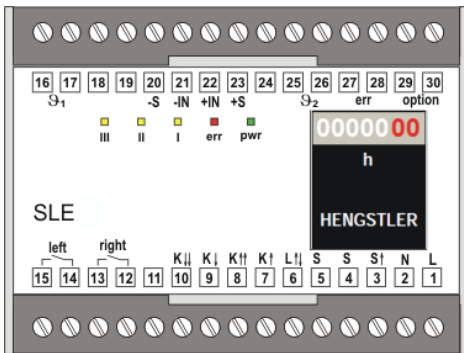 16 17 18 19 20 21 22 23 24 25 26 27 28 29 30
ϑ1 -S -IN +IN +S ϑ2 err option
III II I err pwr
0000000
h
HENGSTLER
SLE
left right K⇊ K↓ K⇈ K↑ L↑↓ S S S↑ N L
15 14 13 12 11 10 9 8 7 6 5 4 3 2 1